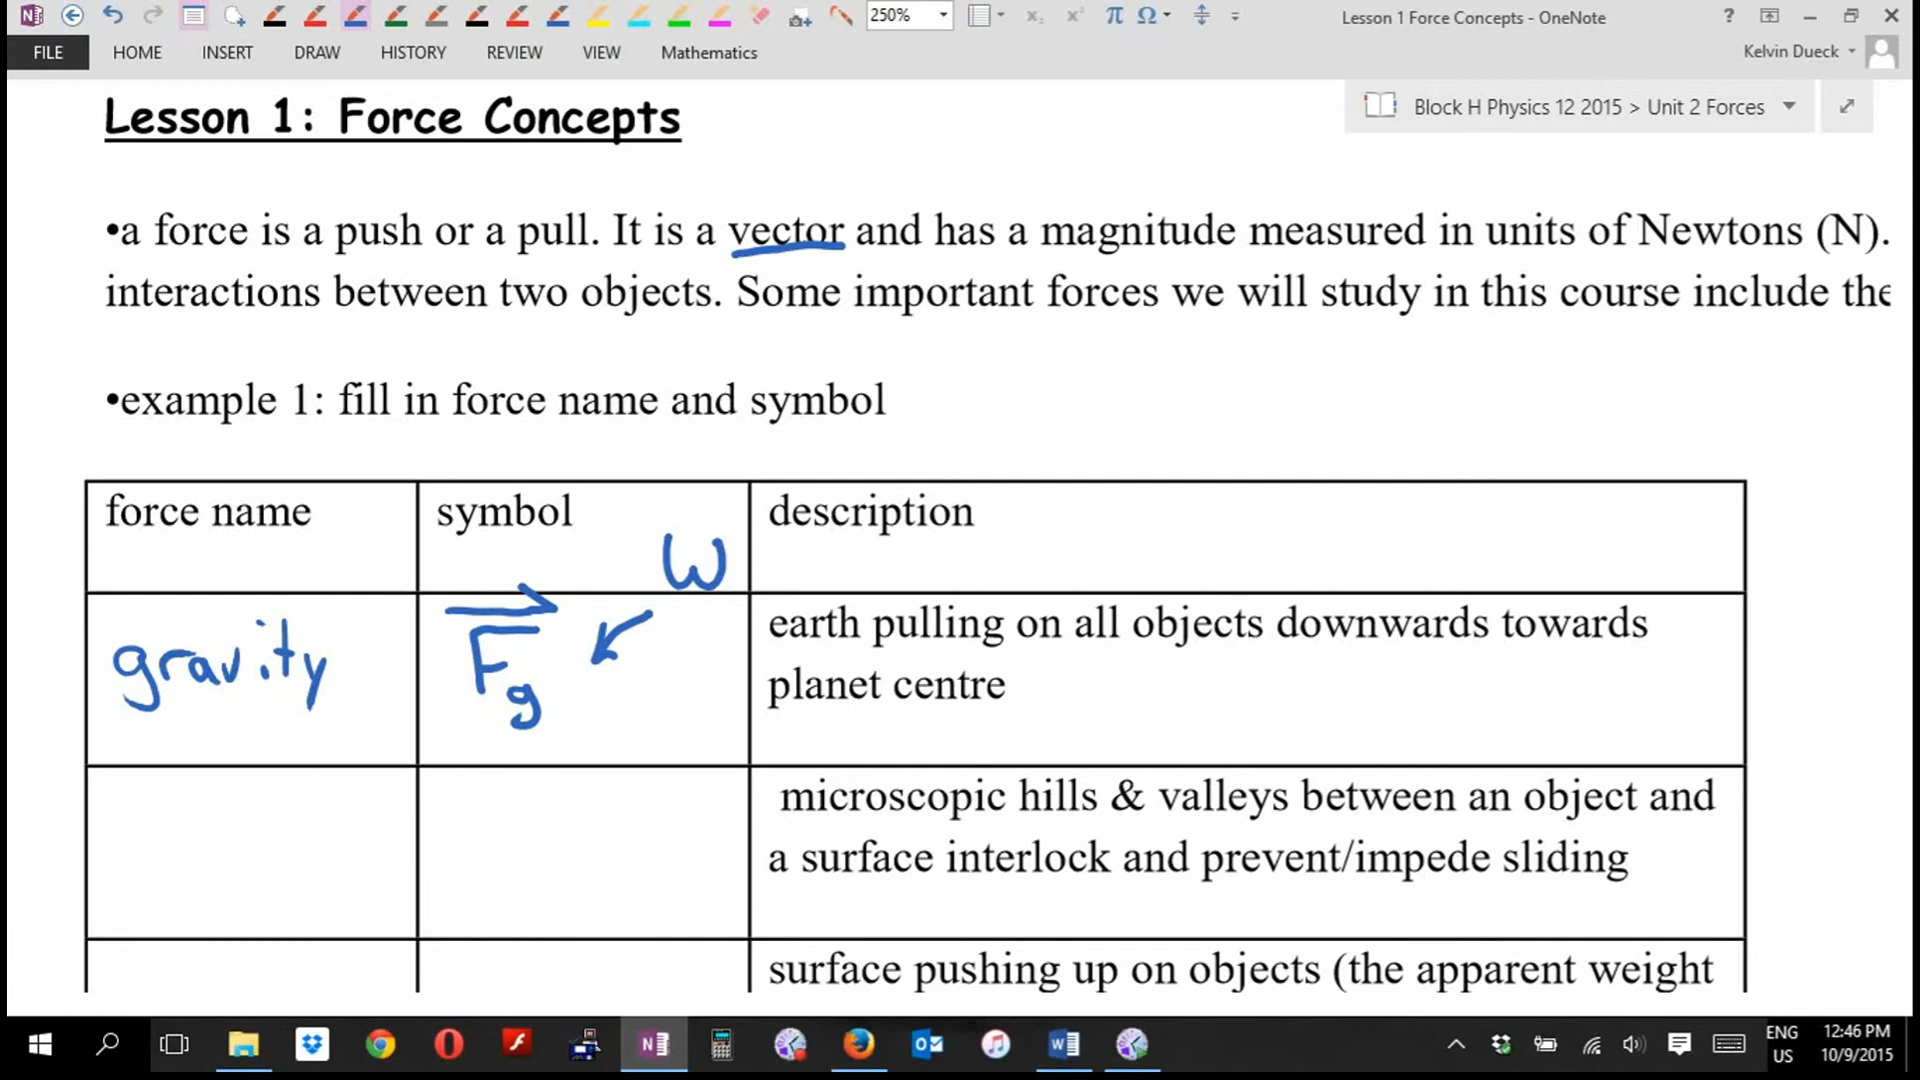 250%
x₂ x² π Ω
Lesson 1 Force Concepts - OneNote
?
FILE HOME INSERT DRAW HISTORY REVIEW VIEW Mathematics
Kelvin Dueck
Lesson 1: Force Concepts
Block H Physics 12 2015 > Unit 2 Forces
•a force is a push or a pull. It is a vector and has a magnitude measured in units of Newtons (N).
interactions between two objects. Some important forces we will study in this course include the
•example 1: fill in force name and symbol
force name symbol description
W
gravity Fg earth pulling on all objects downwards towards
planet centre
microscopic hills & valleys between an object and
a surface interlock and prevent/impede sliding
surface pushing up on objects (the apparent weight
ENG 12:46 PM
US 10/9/2015